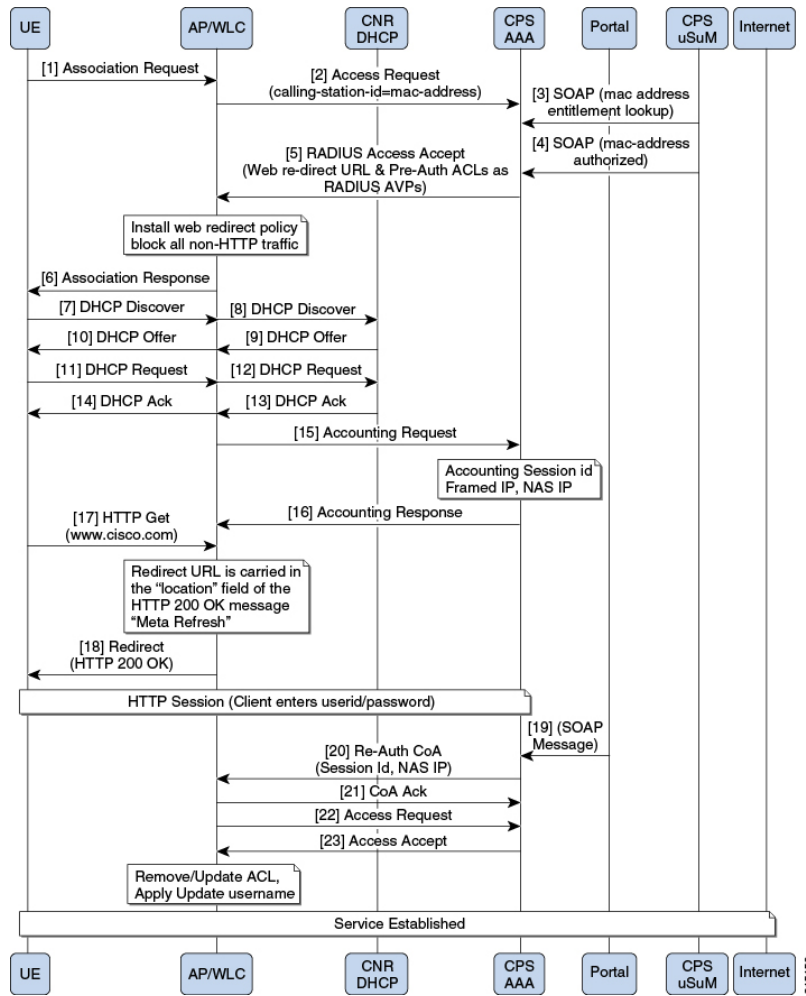 UE
AP/WLC
CNR
DHCP
CPS
AAA
Portal
CPS
uSuM
Internet
[1] Association Request
[2] Access Request
(calling-station-id=mac-address)
[3] SOAP (mac address
entitlement lookup)
[4] SOAP (mac-address
authorized)
[5] RADIUS Access Accept
(Web re-direct URL & Pre-Auth ACLs as
RADIUS AVPs)
Install web redirect policy
block all non-HTTP traffic
[6] Association Response
[7] DHCP Discover
[8] DHCP Discover
[10] DHCP Offer
[9] DHCP Offer
[11] DHCP Request
[12] DHCP Request
[14] DHCP Ack
[13] DHCP Ack
[15] Accounting Request
Accounting Session id
Framed IP, NAS IP
[16] Accounting Response
[17] HTTP Get
(www.cisco.com)
Redirect URL is carried in
the “location” field of the
HTTP 200 OK message
“Meta Refresh”
[18] Redirect
(HTTP 200 OK)
HTTP Session (Client enters userid/password)
[19] (SOAP
Message)
[20] Re-Auth CoA
(Session Id, NAS IP)
[21] CoA Ack
[22] Access Request
[23] Access Accept
Remove/Update ACL,
Apply Update username
Service Established
UE
AP/WLC
CNR
DHCP
CPS
AAA
Portal
CPS
uSuM
Internet